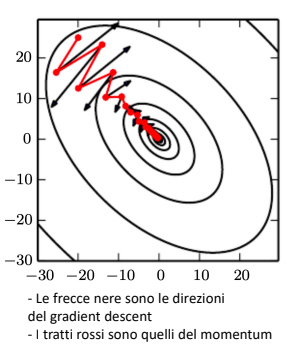 20
10
0
−10
−20
−30
−30 −20 −10 0 10 20
- Le frecce nere sono le direzioni
del gradient descent
- I tratti rossi sono quelli del momentum